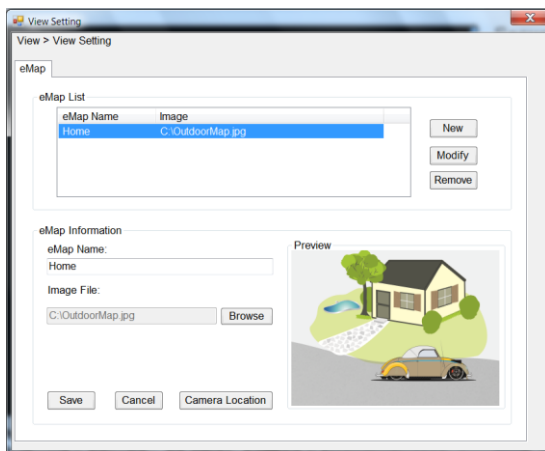 View Setting
View > View Setting
eMap
eMap List
eMap Name Image
Home C:\OutdoorMap.jpg
New
Modify
Remove
eMap Information
eMap Name:
Home
Image File:
C:\OutdoorMap.jpg
Browse
Preview
Save Cancel Camera Location